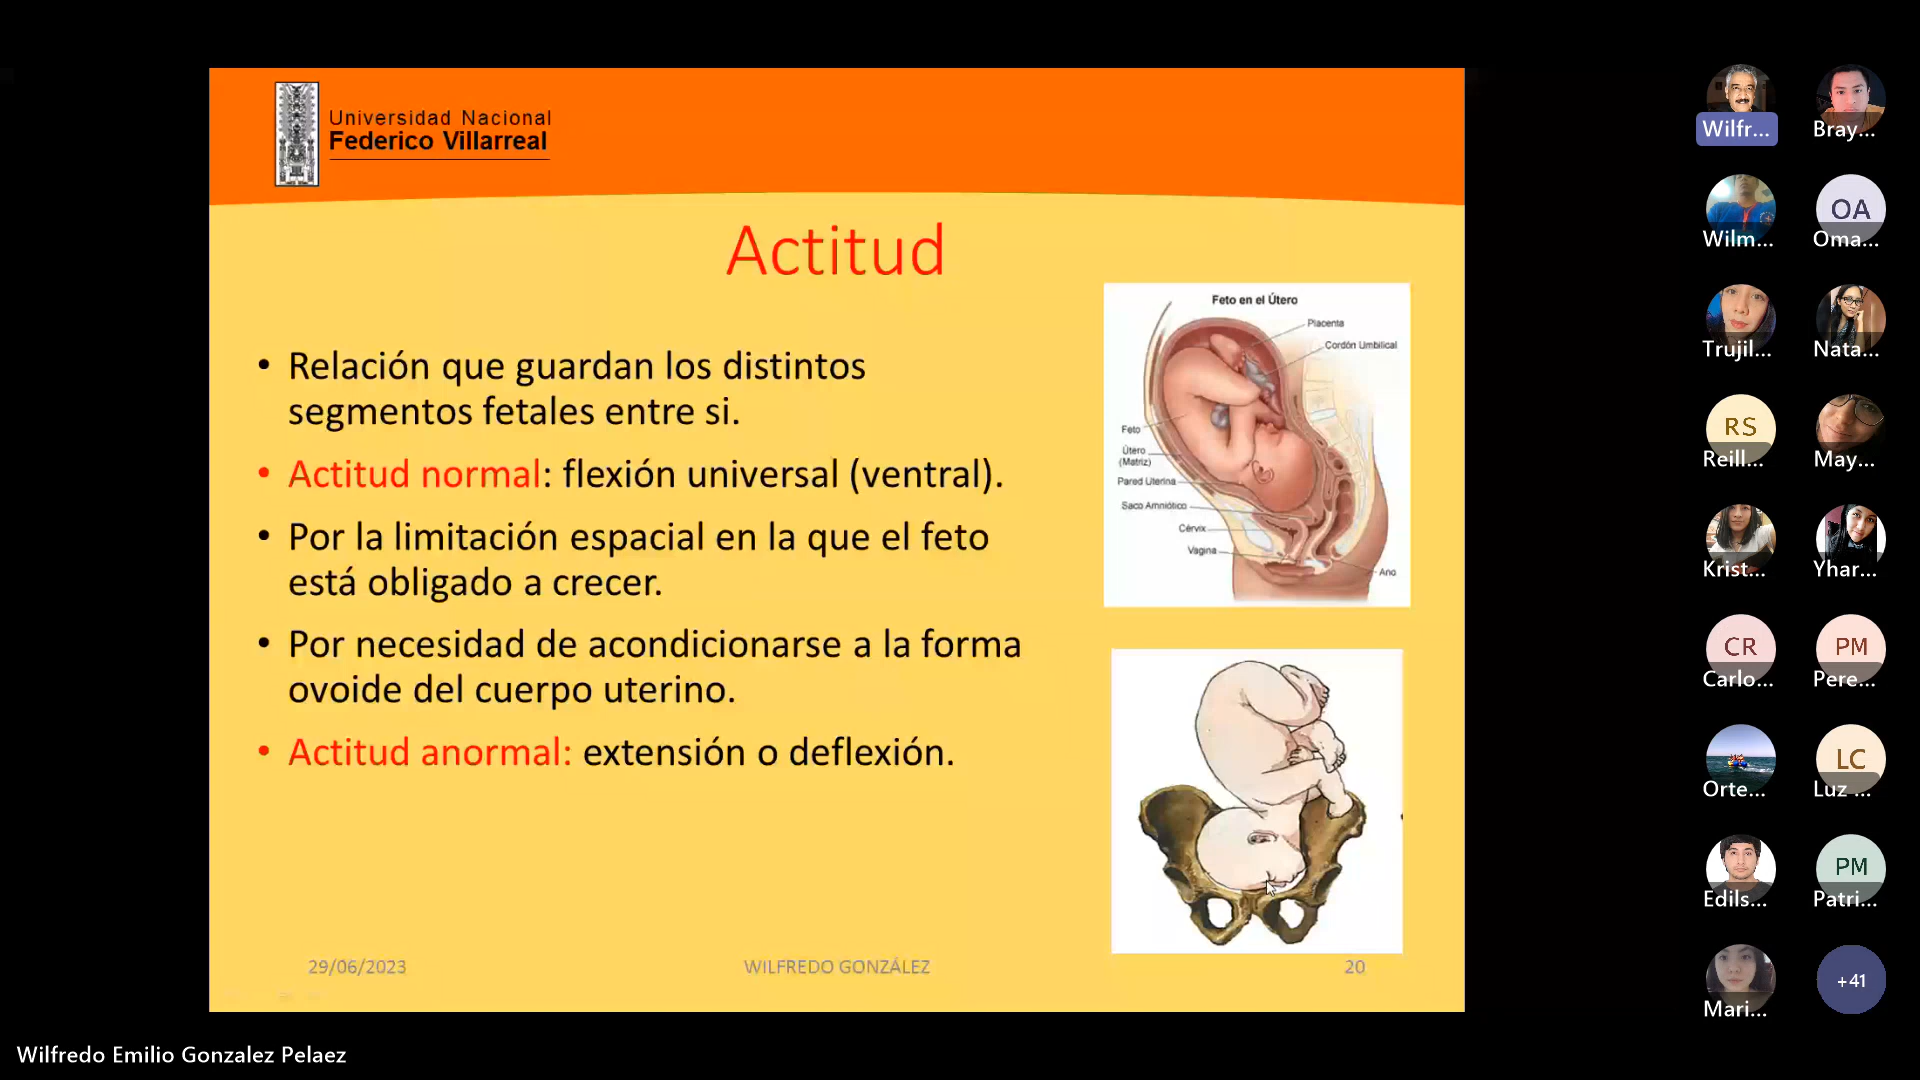 Universidad Nacional
Federico Villarreal
Actitud
• Relación que guardan los distintos
segmentos fetales entre si.
• Actitud normal: flexión universal (ventral).
• Por la limitación espacial en la que el feto
está obligado a crecer.
• Por necesidad de acondicionarse a la forma
ovoide del cuerpo uterino.
• Actitud anormal: extensión o deflexión.
Feto en el Útero
Placenta
Cordón Umbilical
Feto
Útero
(Matriz)
Pared Uterina
Saco Amniótico
Cérvix
Vagina
Ano
29/06/2023
WILFREDO GONZÁLEZ
20
Wilfr...
Bray...
Wilm...
OA
Oma...
Trujil...
Nata...
RS
Reill...
May...
Krist...
Yhar...
CR
Carlo...
PM
Pere...
Orte...
LC
Luz ...
Edils...
PM
Patri...
Mari...
+41
Wilfredo Emilio Gonzalez Pelaez